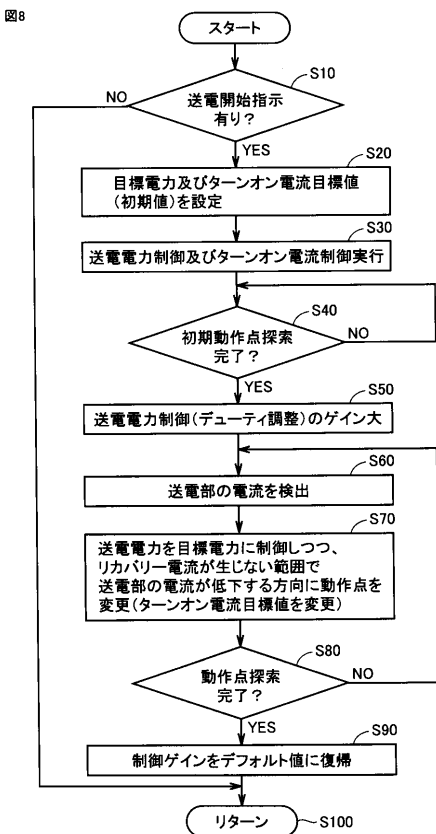 図8
スタート
S10
NO
送電開始指示
有り？
YES
S20
目標電力及びターンオン電流目標値
(初期値)を設定
S30
送電電力制御及びターンオン電流制御実行
S40
初期動作点探索
完了？
NO
YES
S50
送電電力制御(デューティ調整)のゲイン大
S60
送電部の電流を検出
S70
送電電力を目標電力に制御しつつ、
リカバリー電流が生じない範囲で
送電部の電流が低下する方向に動作点を
変更(ターンオン電流目標値を変更)
S80
動作点探索
完了？
NO
YES
S90
制御ゲインをデフォルト値に復帰
リターン
S100